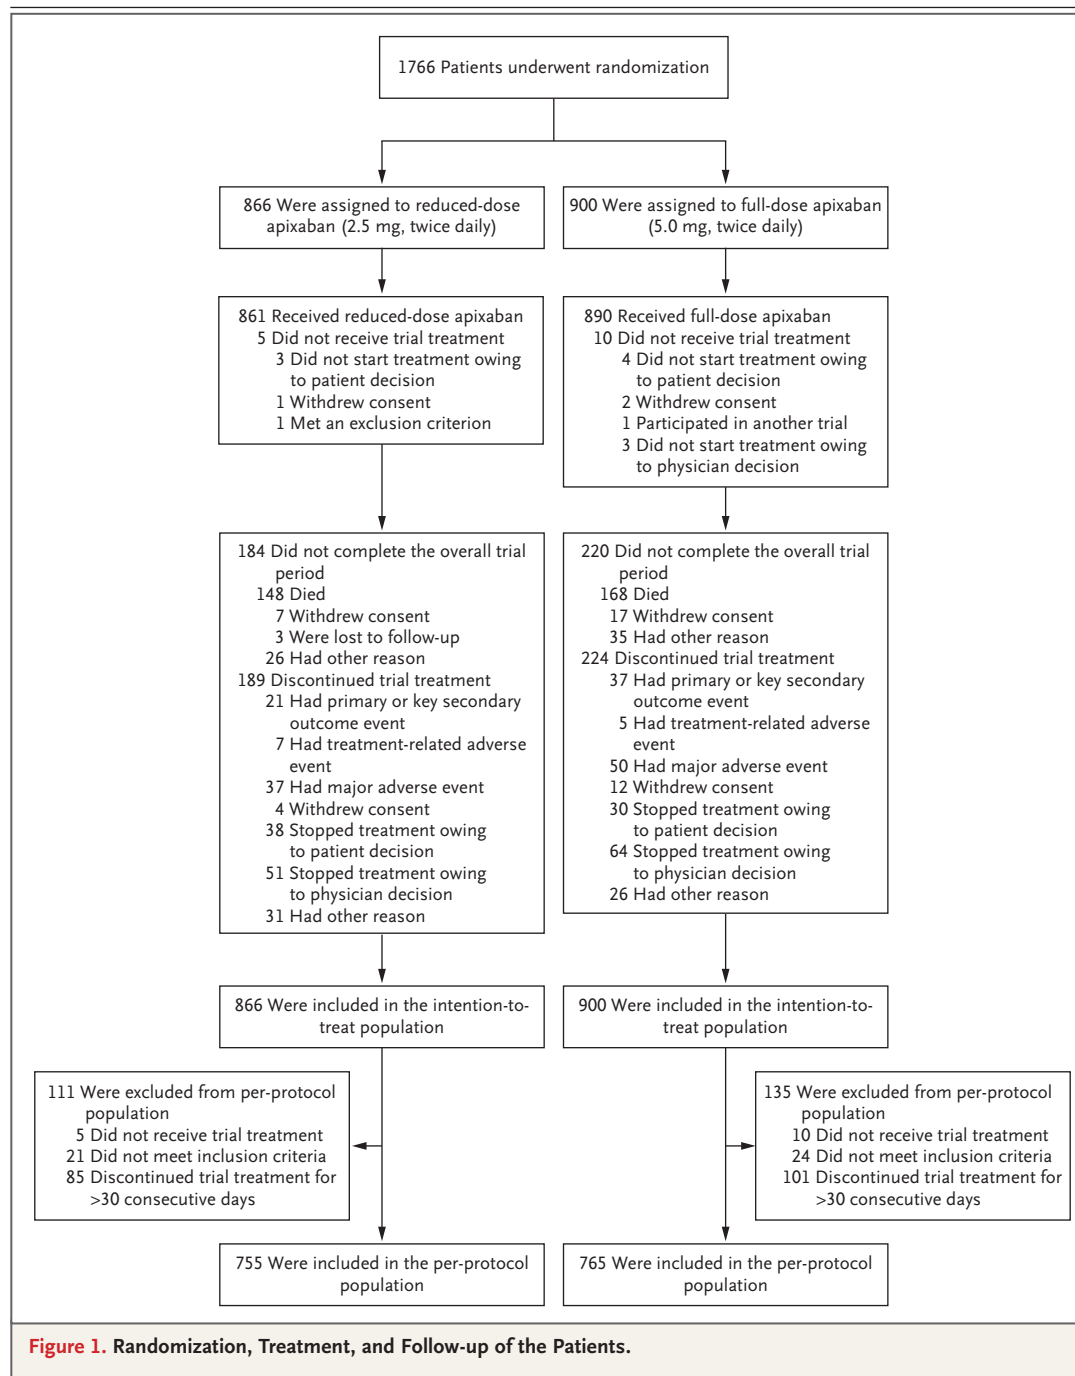 1766 Patients underwent randomization
866 Were assigned to reduced-dose
apixaban (2.5 mg, twice daily)
900 Were assigned to full-dose apixaban
(5.0 mg, twice daily)
861 Received reduced-dose apixaban
5 Did not receive trial treatment
3 Did not start treatment owing
to patient decision
1 Withdrew consent
1 Met an exclusion criterion
890 Received full-dose apixaban
10 Did not receive trial treatment
4 Did not start treatment owing
to patient decision
2 Withdrew consent
1 Participated in another trial
3 Did not start treatment owing
to physician decision
184 Did not complete the overall trial
period
148 Died
7 Withdrew consent
3 Were lost to follow-up
26 Had other reason
189 Discontinued trial treatment
21 Had primary or key secondary
outcome event
7 Had treatment-related adverse
event
37 Had major adverse event
4 Withdrew consent
38 Stopped treatment owing
to patient decision
51 Stopped treatment owing
to physician decision
31 Had other reason
220 Did not complete the overall trial
period
168 Died
17 Withdrew consent
35 Had other reason
224 Discontinued trial treatment
37 Had primary or key secondary
outcome event
5 Had treatment-related adverse
event
50 Had major adverse event
12 Withdrew consent
30 Stopped treatment owing
to patient decision
64 Stopped treatment owing
to physician decision
26 Had other reason
866 Were included in the intention-to-
treat population
900 Were included in the intention-to-
treat population
111 Were excluded from per-protocol
population
5 Did not receive trial treatment
21 Did not meet inclusion criteria
85 Discontinued trial treatment for
>30 consecutive days
135 Were excluded from per-protocol
population
10 Did not receive trial treatment
24 Did not meet inclusion criteria
101 Discontinued trial treatment for
>30 consecutive days
755 Were included in the per-protocol
population
765 Were included in the per-protocol
population
Figure 1. Randomization, Treatment, and Follow-up of the Patients.